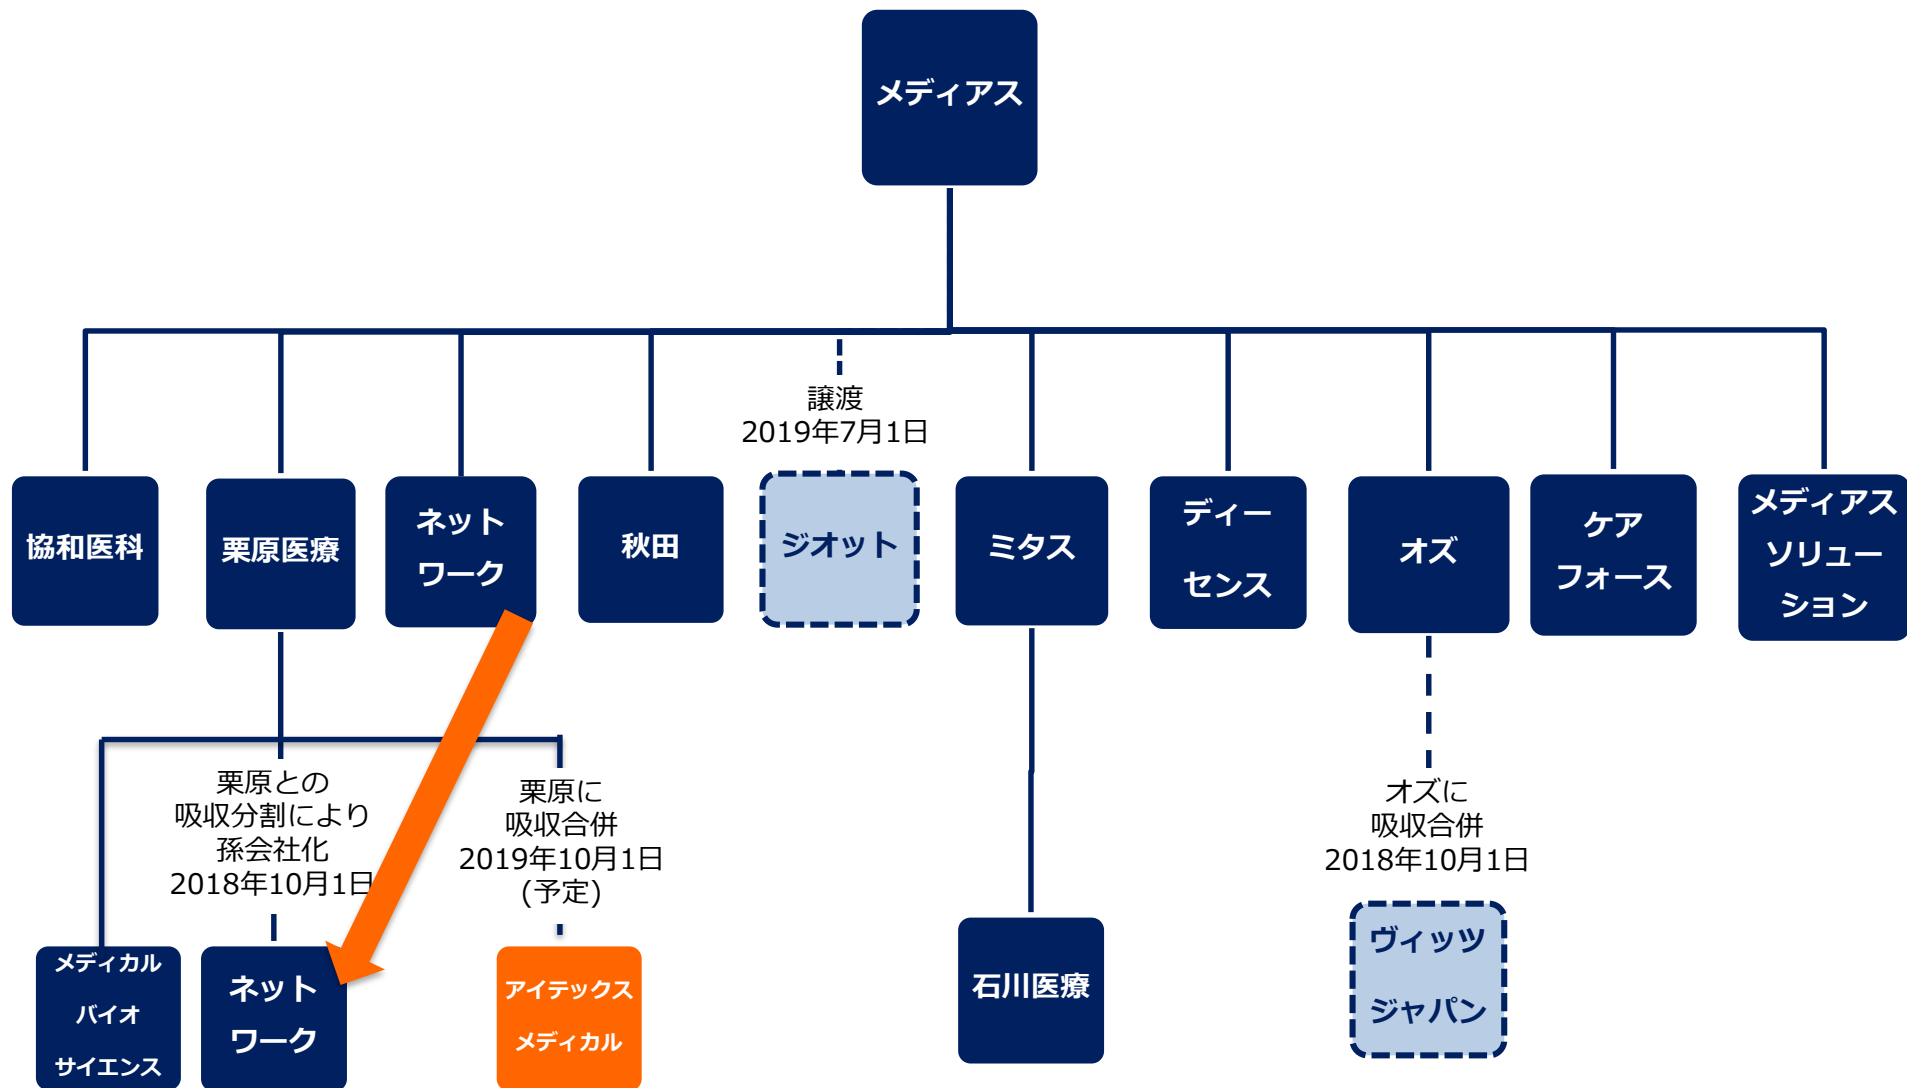 メディアス
譲渡
2019年7月1日
協和医科
栗原医療
ネット
ワーク
秋田
ジオット
ミタス
ディー
センス
オズ
ケア
フォース
メディアス
ソリュー
ション
栗原との
吸収分割により
孫会社化
2018年10月1日
栗原に
吸収合併
2019年10月1日
(予定)
オズに
吸収合併
2018年10月1日
メディカル
バイオ
サイエンス
ネット
ワーク
アイテックス
メディカル
石川医療
ヴィッツ
ジャパン